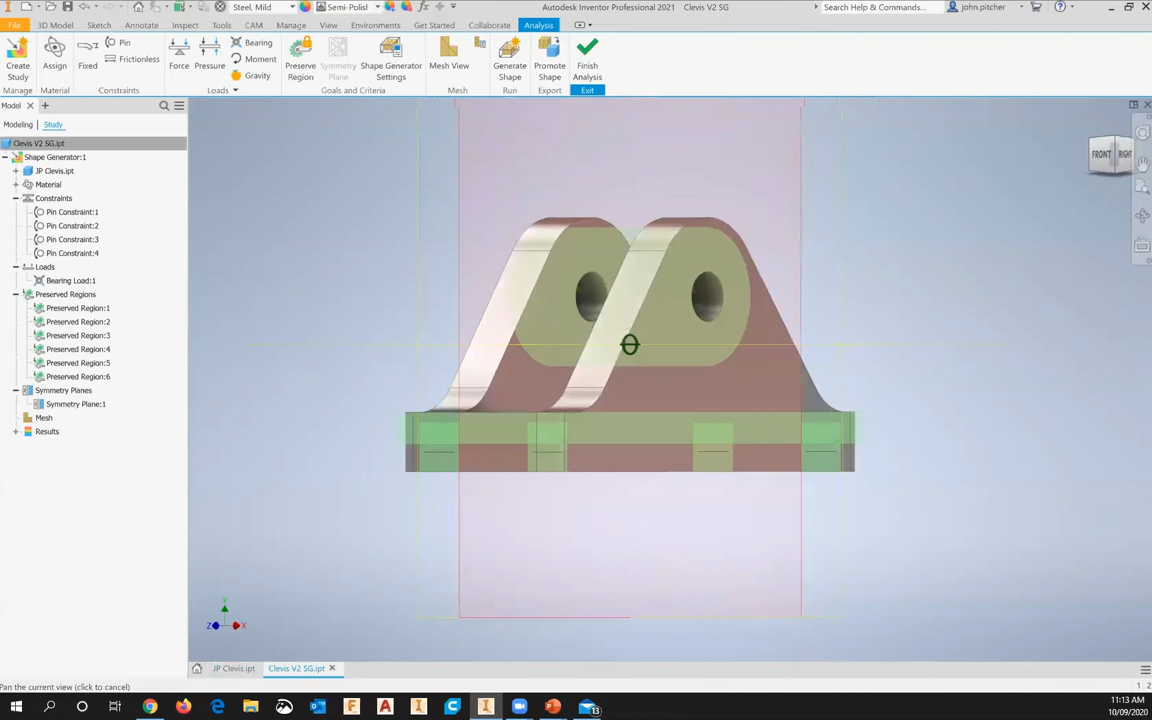 Steel, Mild
Semi-Polisl
Autodesk Inventor Professional 2021 Clevis V2 SG
Search Help & Commands...
john.pitcher
File
3D Model
Sketch
Annotate
Inspect
Tools
CAM
Manage
View
Environments
Get Started
Collaborate
Analysis
Create Study
Assign
Fixed
Pin
Frictionless
Force
Pressure
Bearing
Moment
Gravity
Preserve Region
Symmetry Plane
Shape Generator Settings
Mesh View
Generate Shape
Promote Shape
Finish Analysis
Manage
Material
Constraints
Loads
Goals and Criteria
Mesh
Run
Export
Exit
Model
Modeling
Study
Clevis V2 SG.ipt
Shape Generator:1
JP Clevis.ipt
Material
Constraints
Pin Constraint:1
Pin Constraint:2
Pin Constraint:3
Pin Constraint:4
Loads
Bearing Load:1
Preserved Regions
Preserved Region:1
Preserved Region:2
Preserved Region:3
Preserved Region:4
Preserved Region:5
Preserved Region:6
Symmetry Planes
Symmetry Plane:1
Mesh
Results
FRONT
RIGHT
Y
Z
X
JP Clevis.ipt
Clevis V2 SG.ipt
Pan the current view (click to cancel)
1 2
13
11:13 AM
10/09/2020